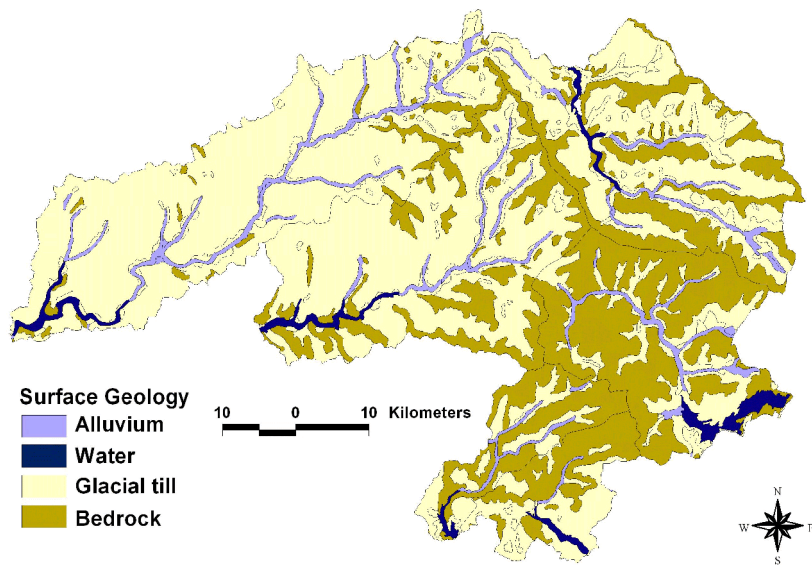 Surface Geology
Alluvium
Water
Glacial till
Bedrock
10 0 10 Kilometers
N
W E
S